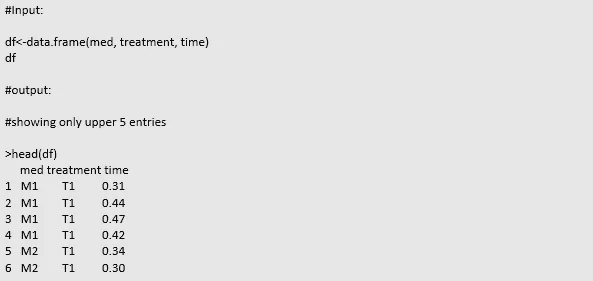 #Input:
df<-data.frame(med, treatment, time)
df
#output:
#showing only upper 5 entries
>head(df)
med treatment time
1 M1 T1 0.31
2 M1 T1 0.44
3 M1 T1 0.47
4 M1 T1 0.42
5 M2 T1 0.34
6 M2 T1 0.30